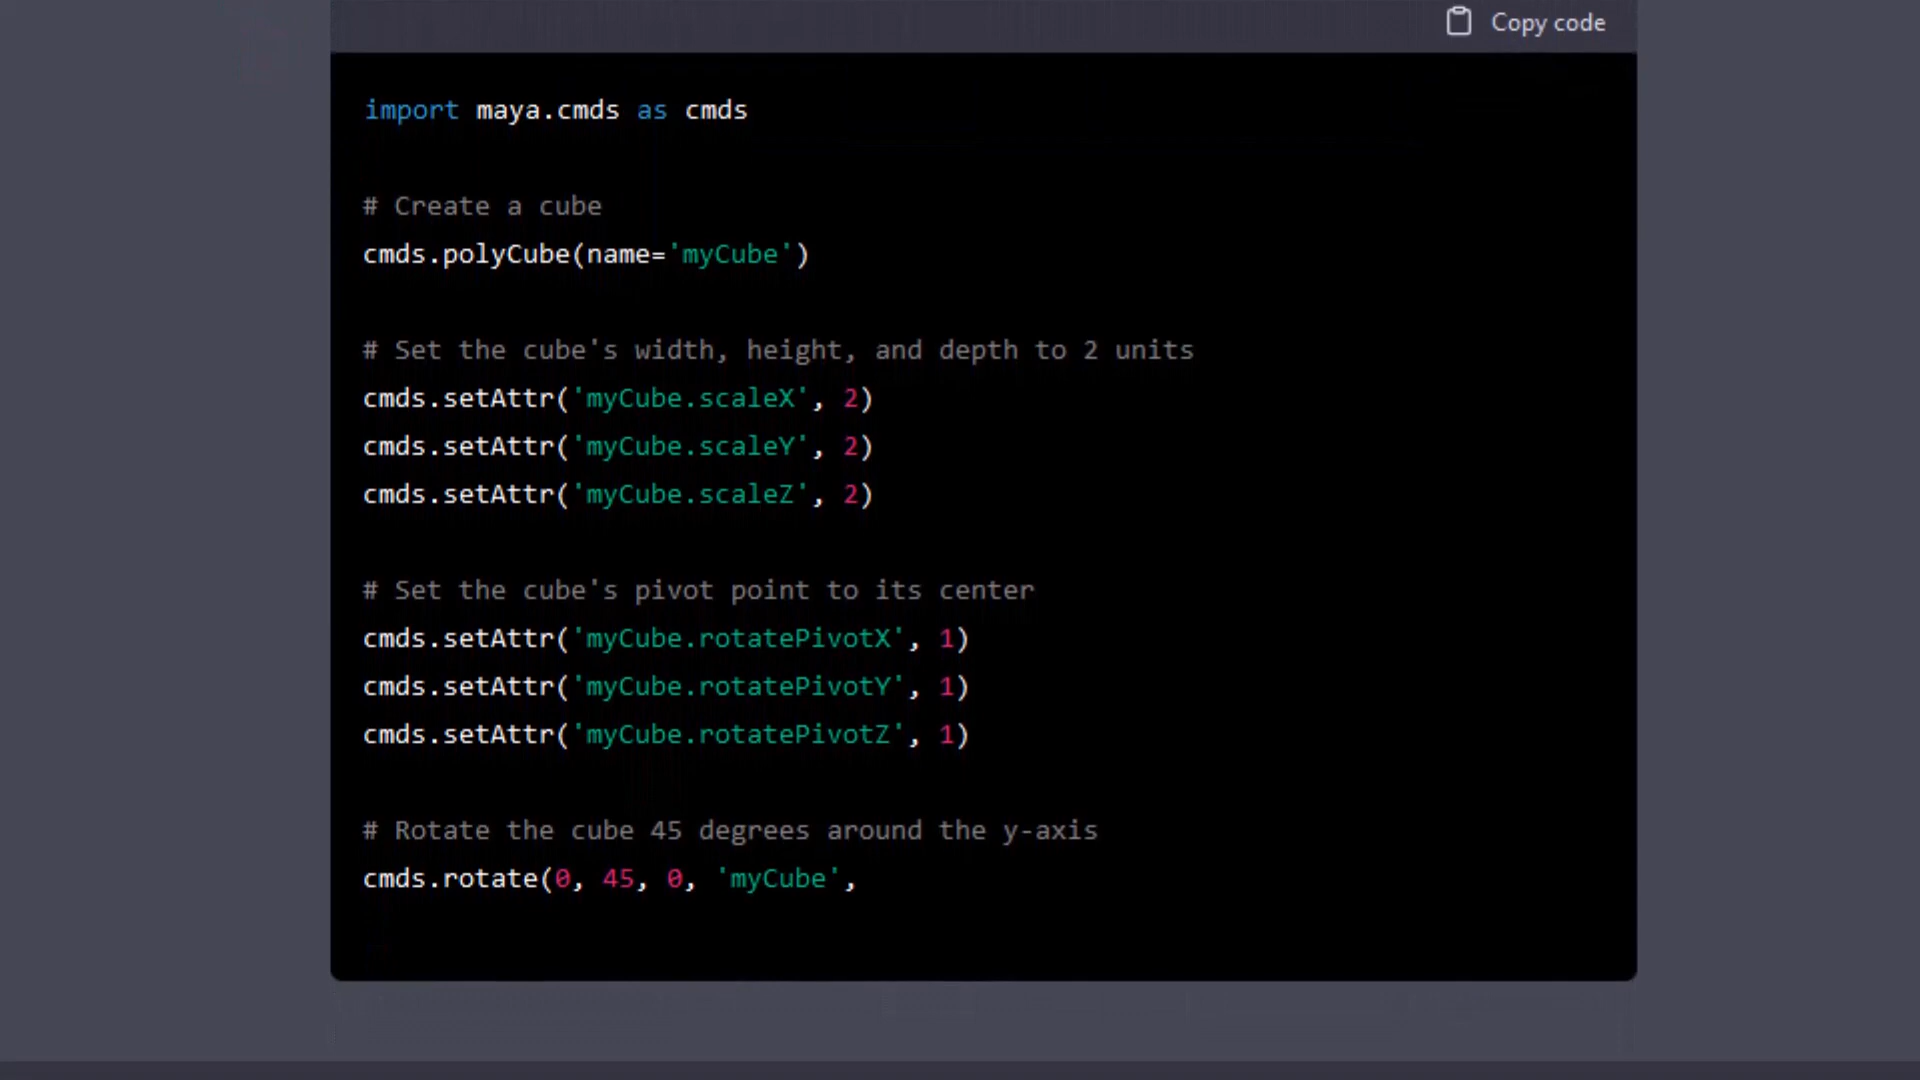 Copy code
import maya.cmds as cmds
# Create a cube
cmds.polyCube(name='myCube')
# Set the cube's width, height, and depth to 2 units
cmds.setAttr('myCube.scaleX', 2)
cmds.setAttr('myCube.scaleY', 2)
cmds.setAttr('myCube.scaleZ', 2)
# Set the cube's pivot point to its center
cmds.setAttr('myCube.rotatePivotX', 1)
cmds.setAttr('myCube.rotatePivotY', 1)
cmds.setAttr('myCube.rotatePivotZ', 1)
# Rotate the cube 45 degrees around the y-axis
cmds.rotate(0, 45, 0, 'myCube',